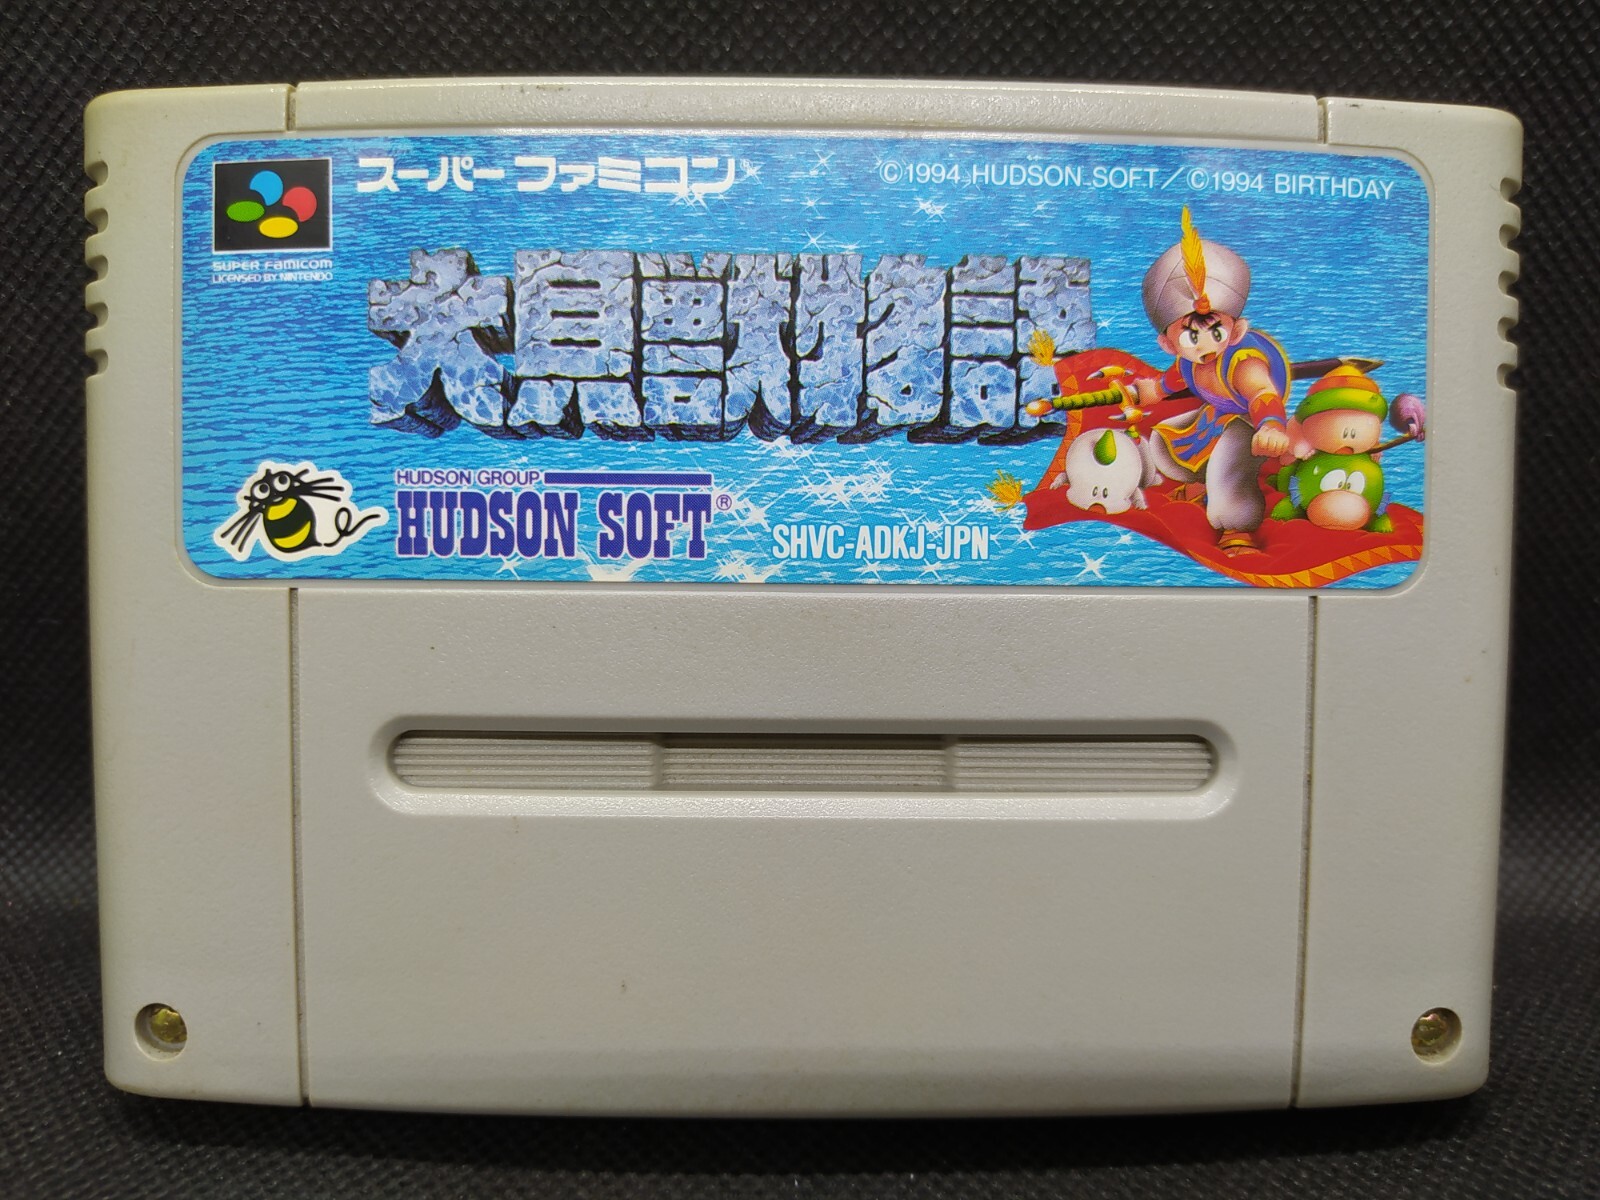 スーパーファミコン®
©1994 HUDSON SOFT/©1994 BIRTHDAY
SUPER FAMICOM
LICENSED BY NINTENDO
大貝獣物語
HUDSON GROUP
HUDSON SOFT®
SHVC-ADKJ-JPN